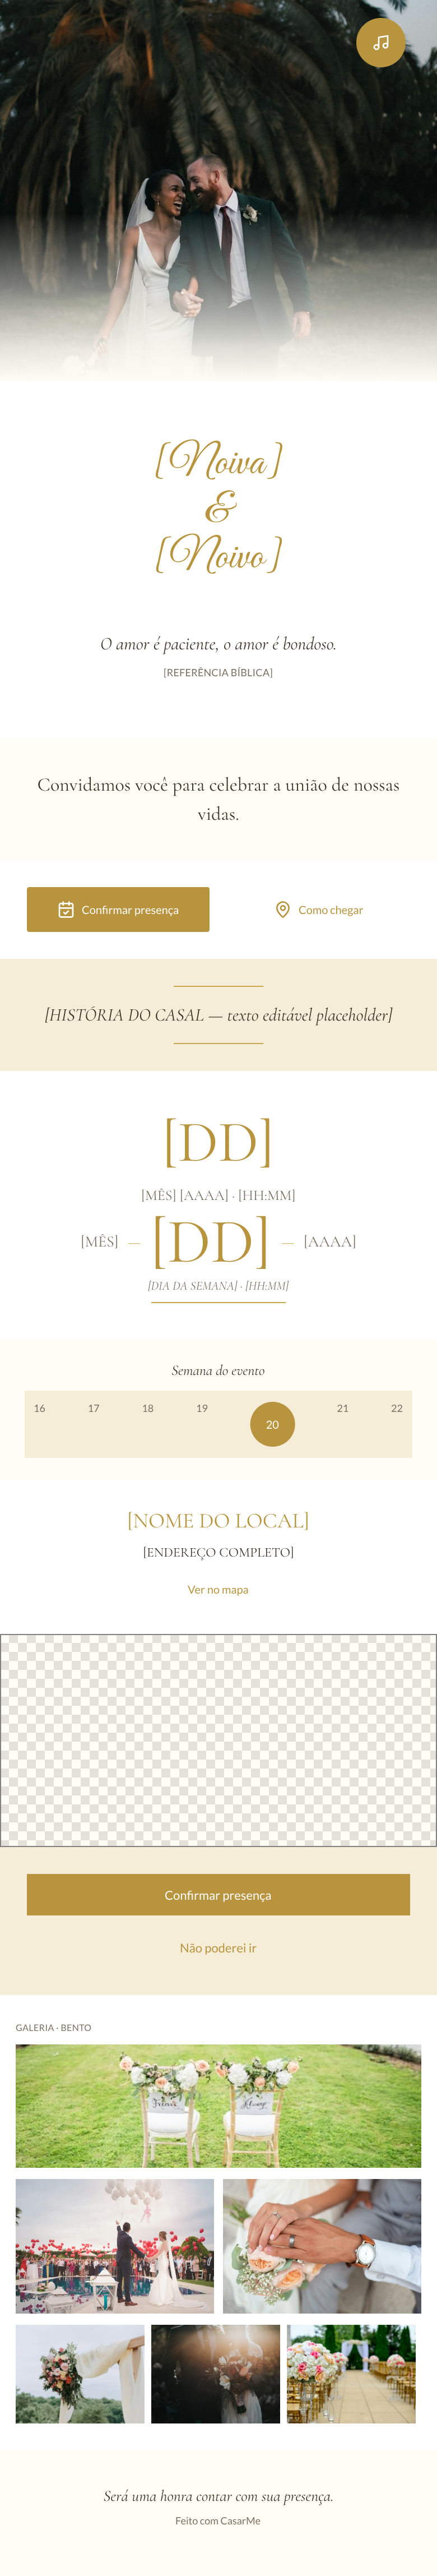 [Noiva]
&
[Noivo]
O amor é paciente, o amor é bondoso.
[REFERÊNCIA BÍBLICA]
Convidamos você para celebrar a união de nossas
vidas.
Confirmar presença
Como chegar
[HISTÓRIA DO CASAL — texto editável placeholder]
[DD]
[MÊS] [AAAA] · [HH:MM]
[MÊS] — [DD] — [AAAA]
[DIA DA SEMANA] · [HH:MM]
Semana do evento
16 17 18 19 20 21 22
[NOME DO LOCAL]
[ENDEREÇO COMPLETO]
Ver no mapa
Confirmar presença
Não poderei ir
GALERIA · BENTO
Será uma honra contar com sua presença.
Feito com CasarMe